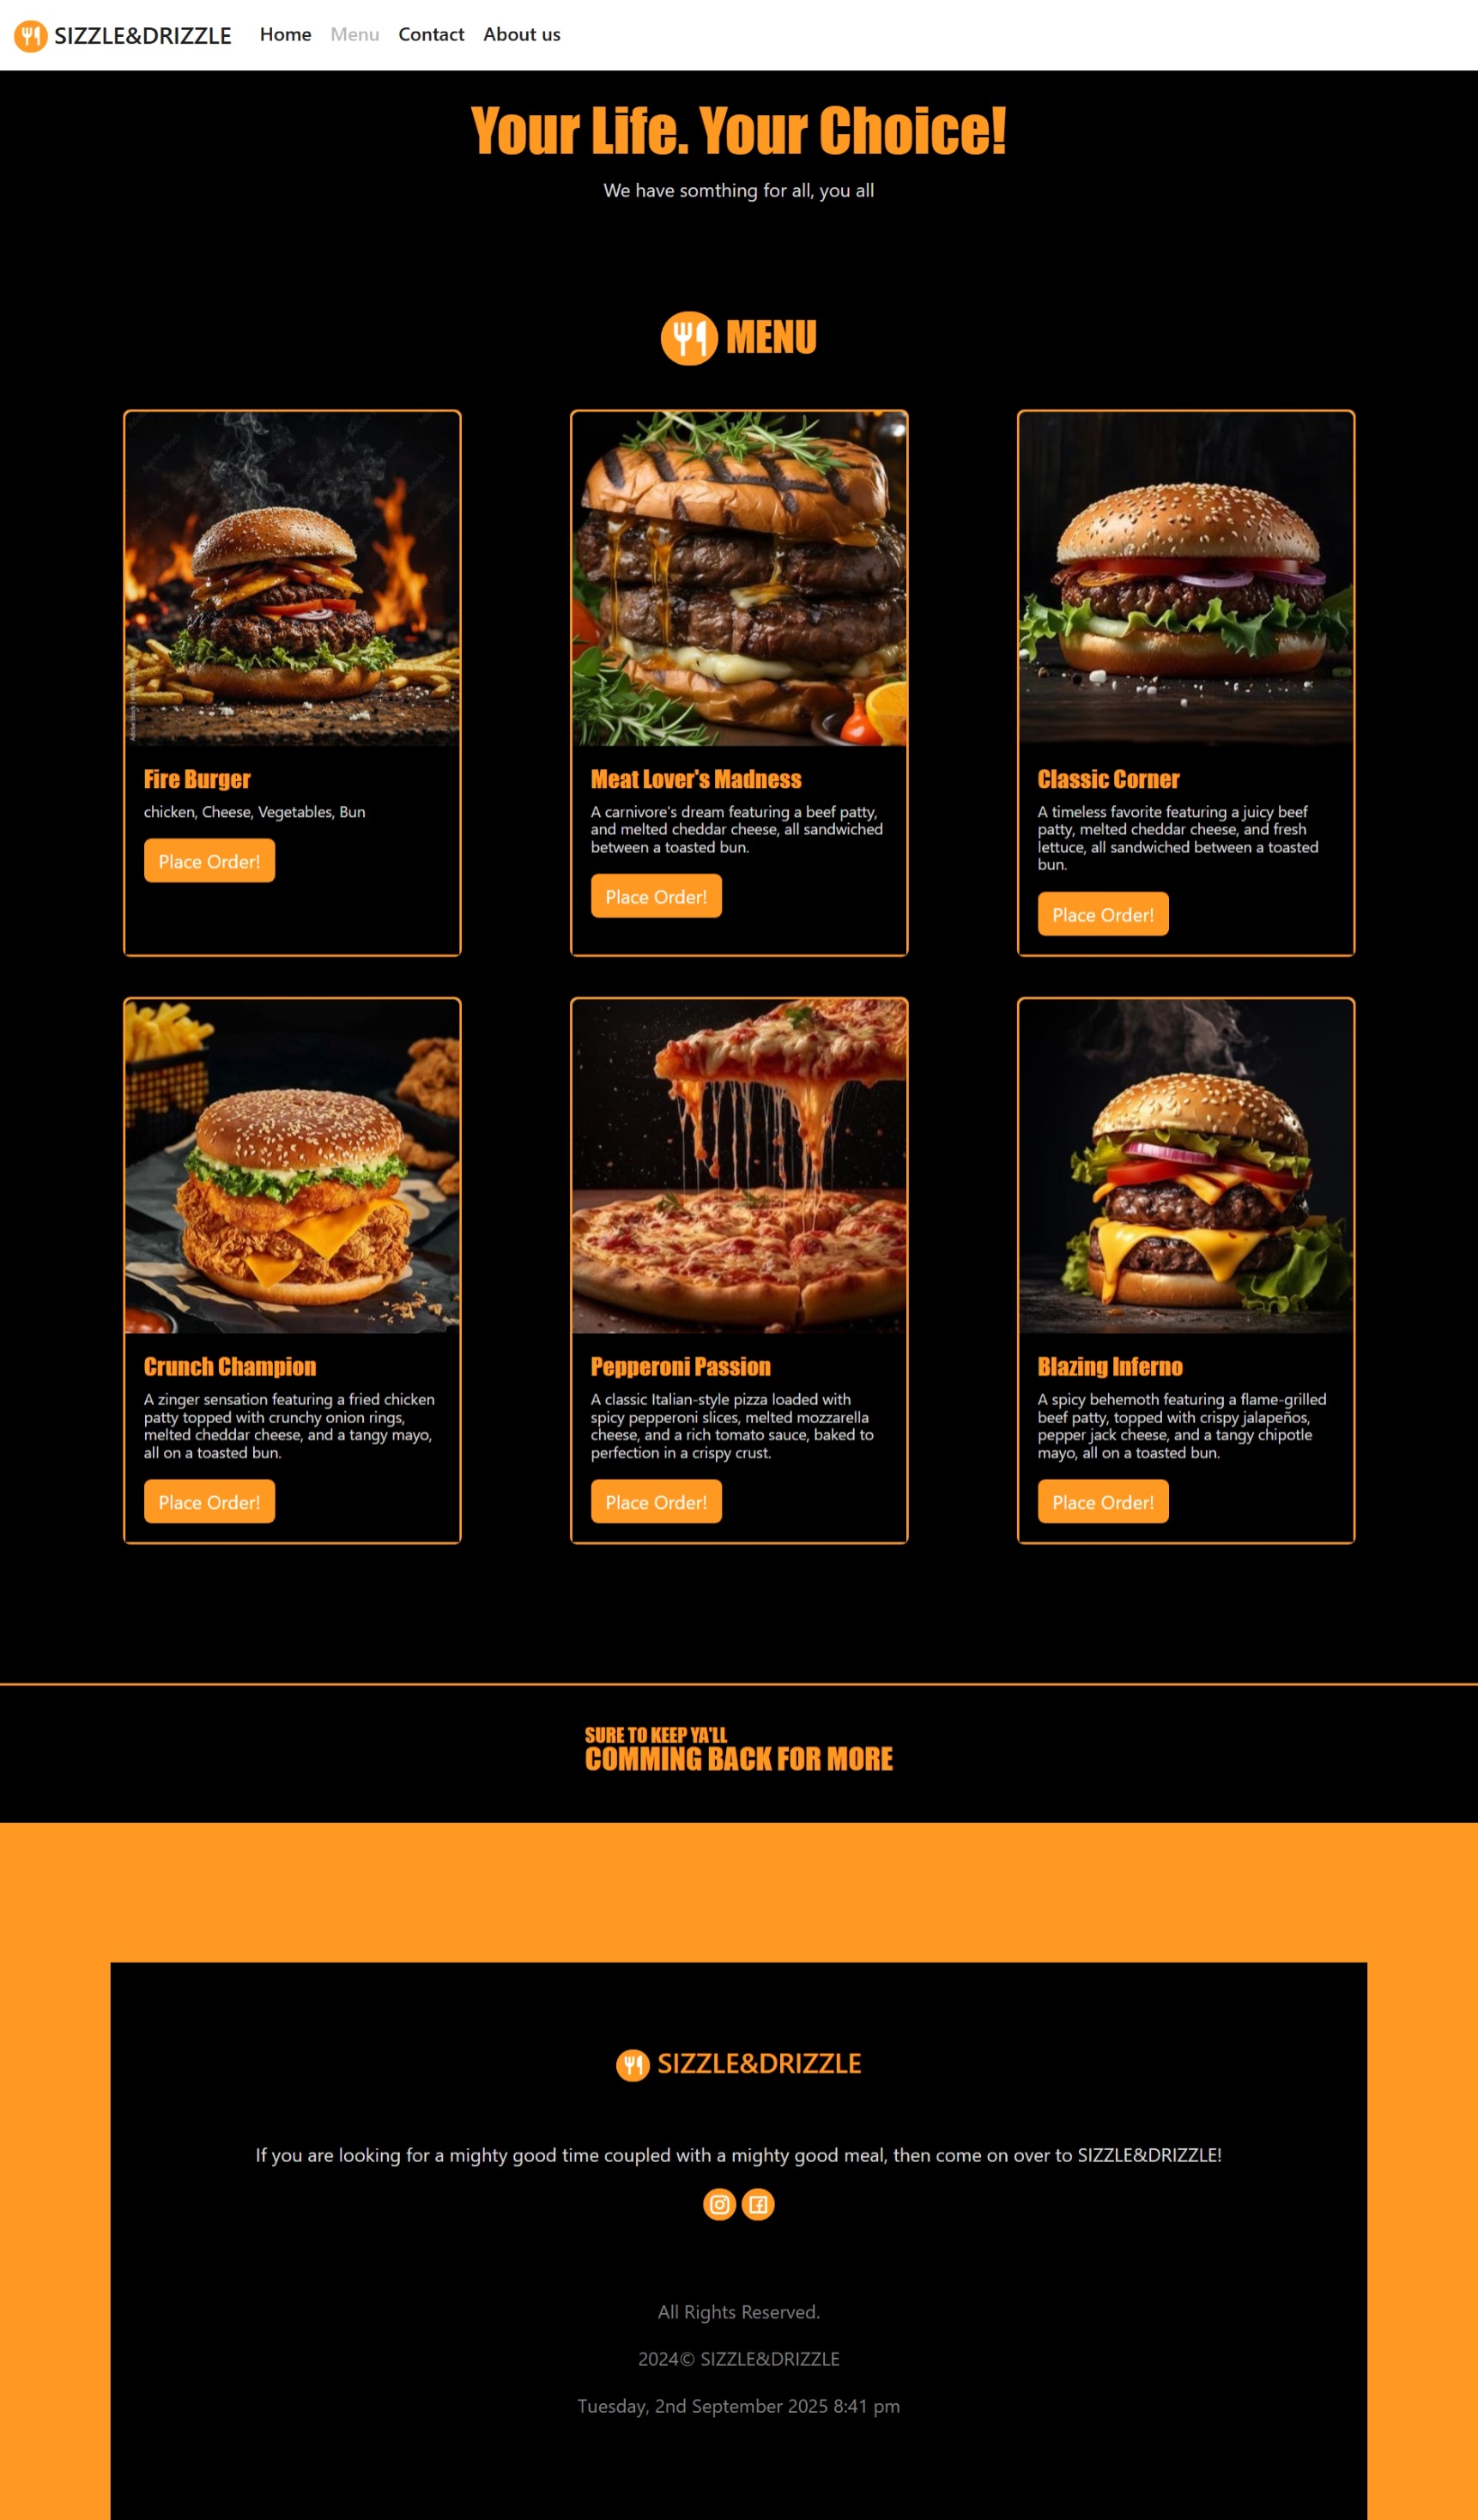 SIZZLE&DRIZZLE Home Menu Contact About us
Your Life. Your Choice!
We have somthing for all, you all
MENU
Adobe Stock
Fire Burger
chicken, Cheese, Vegetables, Bun
Place Order!
Meat Lover's Madness
A carnivore's dream featuring a beef patty,
and melted cheddar cheese, all sandwiched
between a toasted bun.
Place Order!
Classic Corner
A timeless favorite featuring a juicy beef
patty, melted cheddar cheese, and fresh
lettuce, all sandwiched between a toasted
bun.
Place Order!
Crunch Champion
A zinger sensation featuring a fried chicken
patty topped with crunchy onion rings,
melted cheddar cheese, and a tangy mayo,
all on a toasted bun.
Place Order!
Pepperoni Passion
A classic Italian-style pizza loaded with
spicy pepperoni slices, melted mozzarella
cheese, and a rich tomato sauce, baked to
perfection in a crispy crust.
Place Order!
Blazing Inferno
A spicy behemoth featuring a flame-grilled
beef patty, topped with crispy jalapeños,
pepper jack cheese, and a tangy chipotle
mayo, all on a toasted bun.
Place Order!
SURE TO KEEP YA'LL
COMMING BACK FOR MORE
SIZZLE&DRIZZLE
If you are looking for a mighty good time coupled with a mighty good meal, then come on over to SIZZLE&DRIZZLE!
All Rights Reserved.
2024© SIZZLE&DRIZZLE
Tuesday, 2nd September 2025 8:41 pm